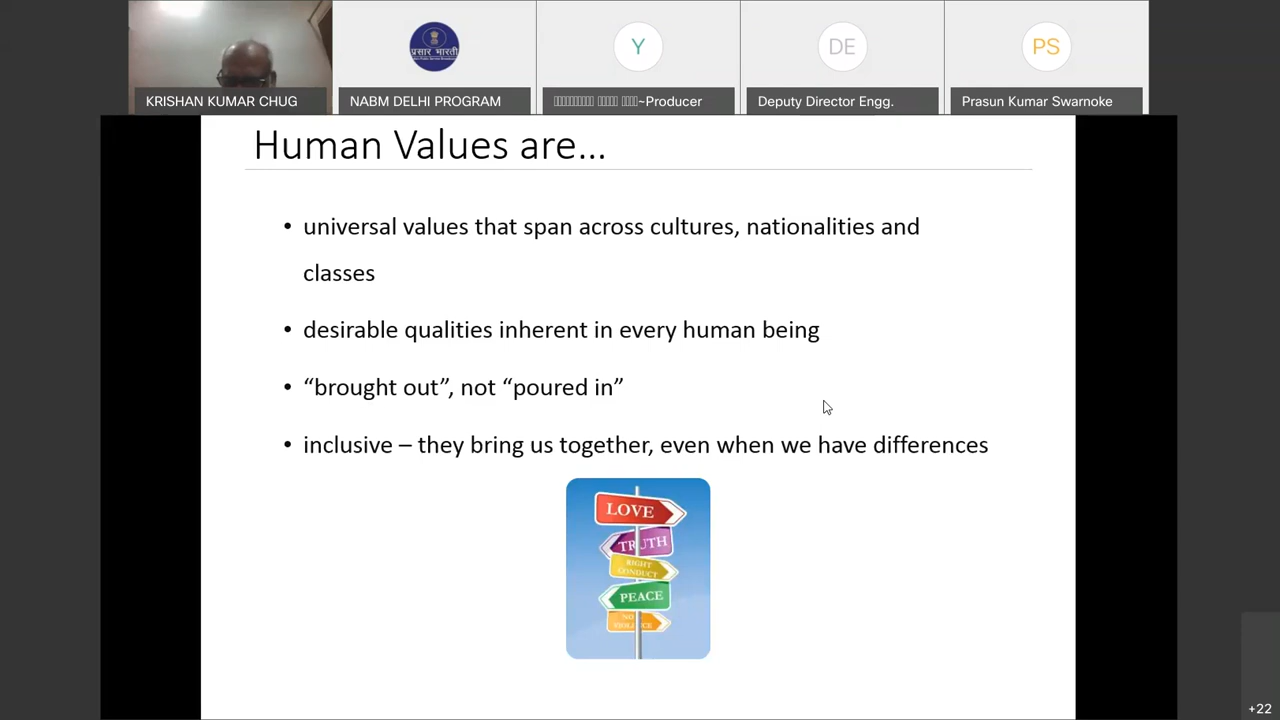 KRISHAN KUMAR CHUG
प्रसार भारती
NABM DELHI PROGRAM
Y
~Producer
DE
Deputy Director Engg.
PS
Prasun Kumar Swarnoke
Human Values are…
• universal values that span across cultures, nationalities and
classes
• desirable qualities inherent in every human being
• “brought out”, not “poured in”
• inclusive – they bring us together, even when we have differences
LOVE
TRUTH
RIGHT
CONDUCT
PEACE
+22